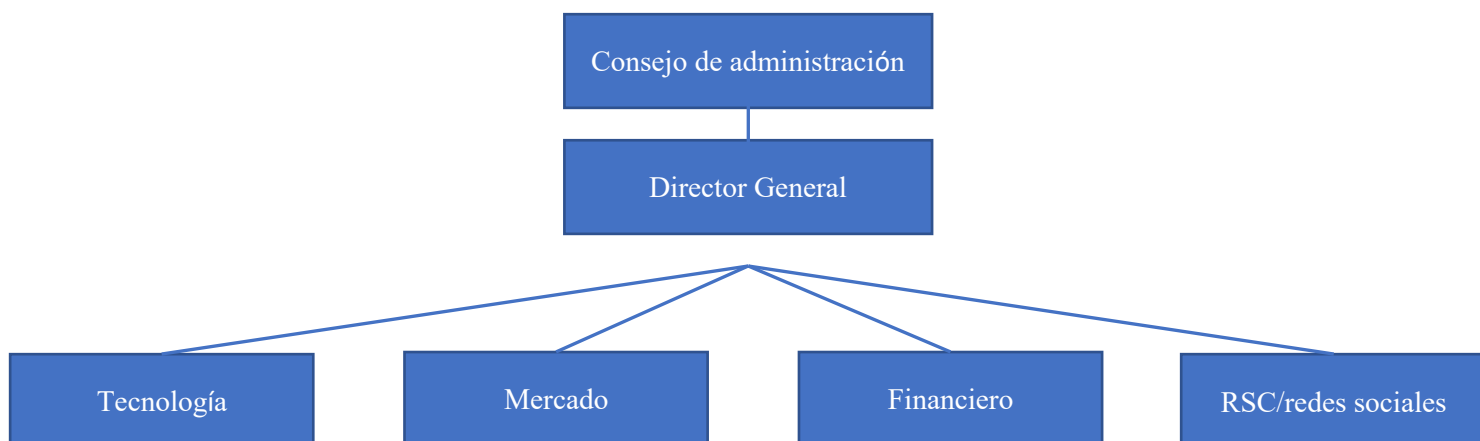 Consejo de administración
Director General
Tecnología
Mercado
Financiero
RSC/redes sociales